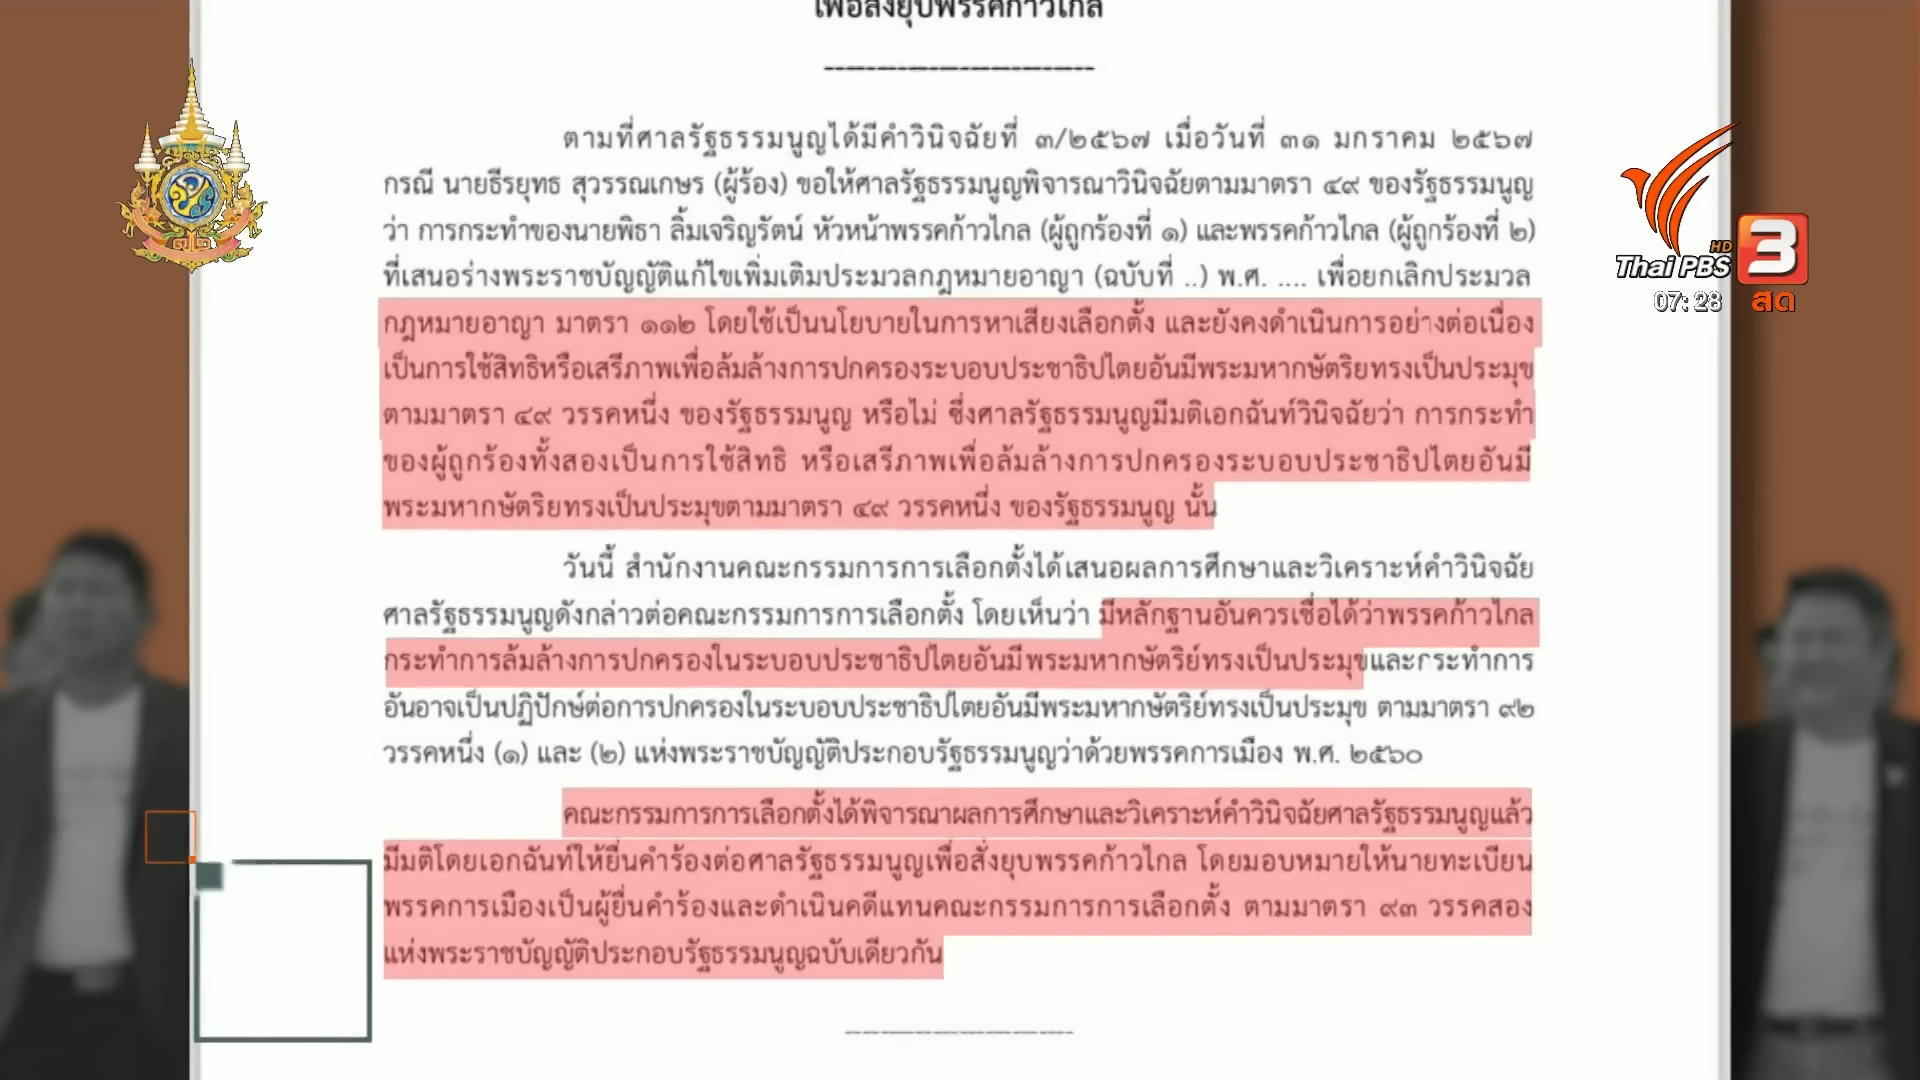 เพื่อสั่งยุบพรรคก้าวไกล
ตามที่ศาลรัฐธรรมนูญได้มีคำวินิจฉัยที่ ๓/๒๕๖๗ เมื่อวันที่ ๓๑ มกราคม ๒๕๖๗
กรณี นายธีรยุทธ สุวรรณเกษร (ผู้ร้อง) ขอให้ศาลรัฐธรรมนูญพิจารณาวินิจฉัยตามมาตรา ๔๙ ของรัฐธรรมนูญ
ว่า การกระทำของนายพิธา ลิ้มเจริญรัตน์ หัวหน้าพรรคก้าวไกล (ผู้ถูกร้องที่ ๑) และพรรคก้าวไกล (ผู้ถูกร้องที่ ๒)
ที่เสนอร่างพระราชบัญญัติแก้ไขเพิ่มเติมประมวลกฎหมายอาญา (ฉบับที่ ..) พ.ศ. .... เพื่อยกเลิกประมวล
กฎหมายอาญา มาตรา ๑๑๒ โดยใช้เป็นนโยบายในการหาเสียงเลือกตั้ง และยังคงดำเนินการอย่างต่อเนื่อง
เป็นการใช้สิทธิหรือเสรีภาพเพื่อล้มล้างการปกครองระบอบประชาธิปไตยอันมีพระมหากษัตริยทรงเป็นประมุข
ตามมาตรา ๔๙ วรรคหนึ่ง ของรัฐธรรมนูญ หรือไม่ ซึ่งศาลรัฐธรรมนูญมีมติเอกฉันท์วินิจฉัยว่า การกระทำ
ของผู้ถูกร้องทั้งสองเป็นการใช้สิทธิ หรือเสรีภาพเพื่อล้มล้างการปกครองระบอบประชาธิปไตยอันมี
พระมหากษัตริยทรงเป็นประมุขตามมาตรา ๔๙ วรรคหนึ่ง ของรัฐธรรมนูญ นั้น
วันนี้ สำนักงานคณะกรรมการการเลือกตั้งได้เสนอผลการศึกษาและวิเคราะห์คำวินิจฉัย
ศาลรัฐธรรมนูญดังกล่าวต่อคณะกรรมการการเลือกตั้ง โดยเห็นว่า มีหลักฐานอันควรเชื่อได้ว่าพรรคก้าวไกล
กระทำการล้มล้างการปกครองในระบอบประชาธิปไตยอันมีพระมหากษัตริย์ทรงเป็นประมุขและกระทำการ
อันอาจเป็นปฏิปักษ์ต่อการปกครองในระบอบประชาธิปไตยอันมีพระมหากษัตริย์ทรงเป็นประมุข ตามมาตรา ๙๒
วรรคหนึ่ง (๑) และ (๒) แห่งพระราชบัญญัติประกอบรัฐธรรมนูญว่าด้วยพรรคการเมือง พ.ศ. ๒๕๖๐
คณะกรรมการการเลือกตั้งได้พิจารณาผลการศึกษาและวิเคราะห์คำวินิจฉัยศาลรัฐธรรมนูญแล้ว
มีมติโดยเอกฉันท์ให้ยื่นคำร้องต่อศาลรัฐธรรมนูญเพื่อสั่งยุบพรรคก้าวไกล โดยมอบหมายให้นายทะเบียน
พรรคการเมืองเป็นผู้ยื่นคำร้องและดำเนินคดีแทนคณะกรรมการการเลือกตั้ง ตามมาตรา ๙๓ วรรคสอง
แห่งพระราชบัญญัติประกอบรัฐธรรมนูญฉบับเดียวกัน
HD
Thai PBS 3
07:28 สด
๗๒